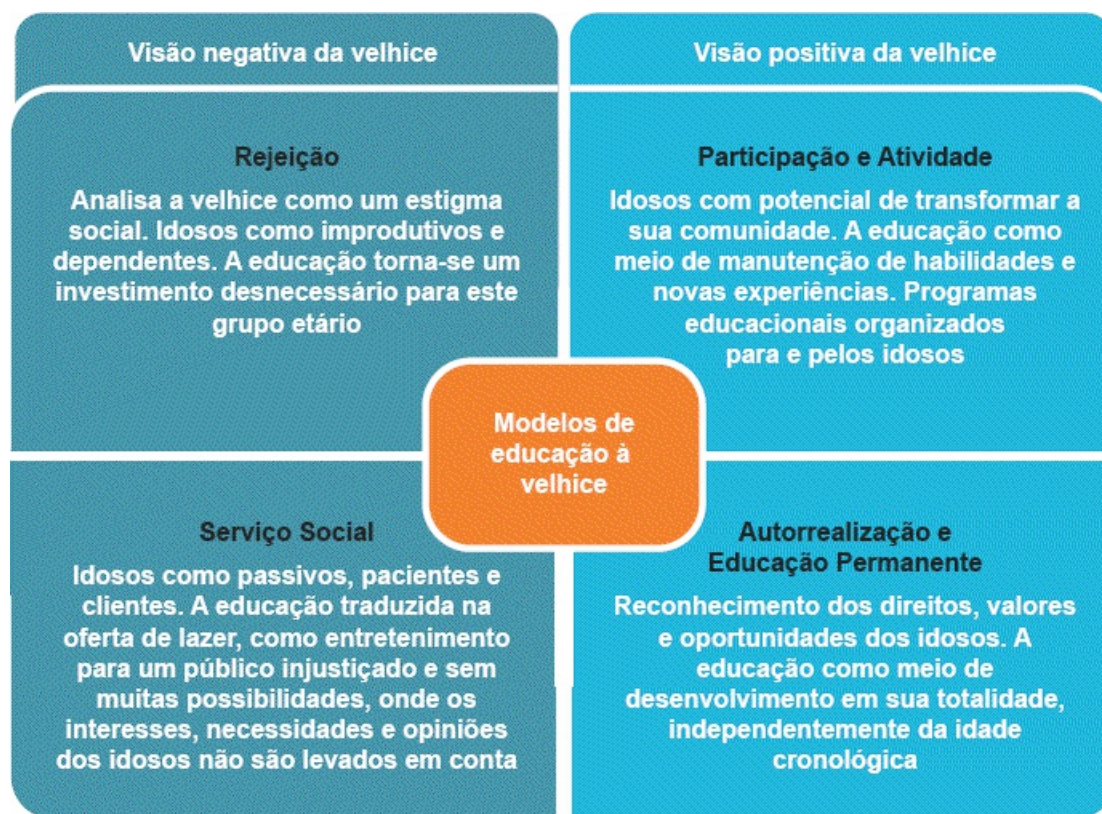 Visão negativa da velhice
Rejeição
Analisa a velhice como um estigma
social. Idosos como improdutivos e
dependentes. A educação torna-se um
investimento desnecessário para este
grupo etário
Visão positiva da velhice
Participação e Atividade
Idosos com potencial de transformar a
sua comunidade. A educação como
meio de manutenção de habilidades e
novas experiências. Programas
educacionais organizados
para e pelos idosos
Modelos de
educação à
velhice
Serviço Social
Idosos como passivos, pacientes e
clientes. A educação traduzida na
oferta de lazer, como entretenimento
para um público injustiçado e sem
muitas possibilidades, onde os
interesses, necessidades e opiniões
dos idosos não são levados em conta
Autorrealização e
Educação Permanente
Reconhecimento dos direitos, valores
e oportunidades dos idosos. A
educação como meio de
desenvolvimento em sua totalidade,
independentemente da idade
cronológica